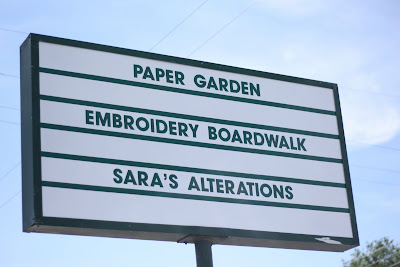 PAPER GARDEN
EMBROIDERY BOARDWALK
SARA'S ALTERATIONS